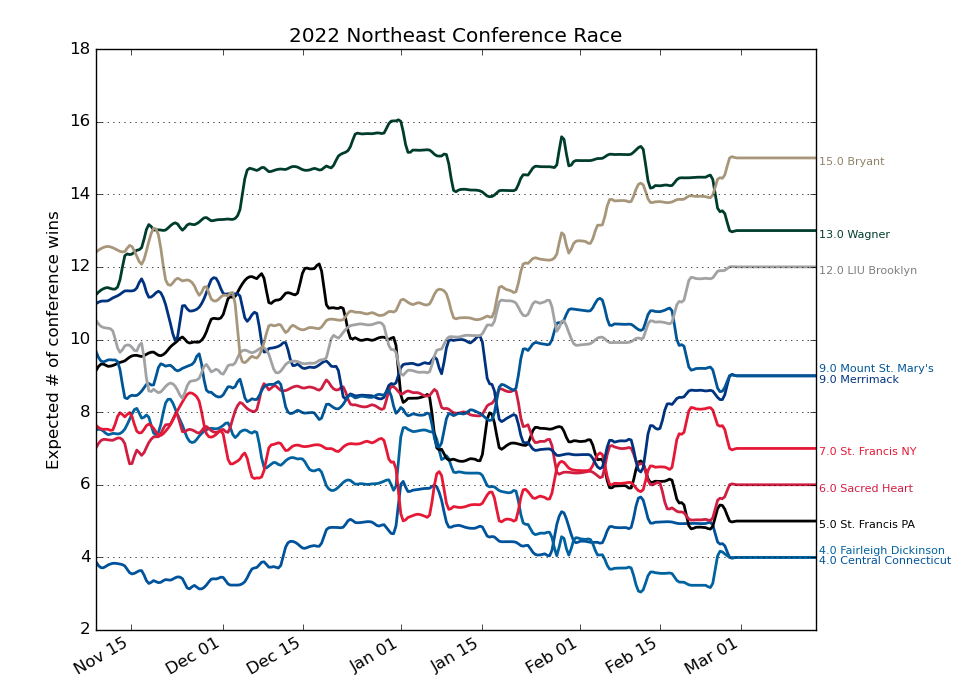 2022 Northeast Conference Race
Expected # of conference wins
18
16
14
12
10
8
6
4
2
Nov 15
Dec 01
Dec 15
Jan 01
Jan 15
Feb 01
Feb 15
Mar 01
15.0 Bryant
13.0 Wagner
12.0 LIU Brooklyn
9.0 Mount St. Mary's
9.0 Merrimack
7.0 St. Francis NY
6.0 Sacred Heart
5.0 St. Francis PA
4.0 Fairleigh Dickinson
4.0 Central Connecticut